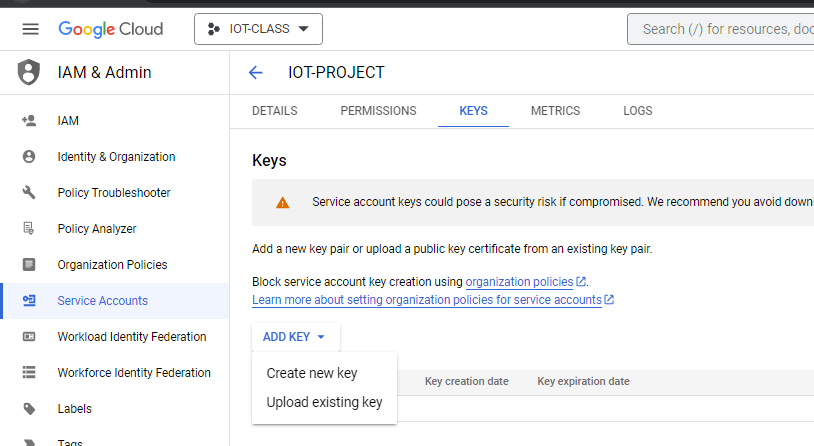 Google Cloud
IOT-CLASS
Search (/) for resources, doc
IAM & Admin
IOT-PROJECT
DETAILS PERMISSIONS KEYS METRICS LOGS
IAM
Identity & Organization
Policy Troubleshooter
Policy Analyzer
Organization Policies
Service Accounts
Workload Identity Federation
Workforce Identity Federation
Labels
Tags
Keys
Service account keys could pose a security risk if compromised. We recommend you avoid down
Add a new key pair or upload a public key certificate from an existing key pair.
Block service account key creation using organization policies.
Learn more about setting organization policies for service accounts
ADD KEY
Create new key
Upload existing key
Key creation date Key expiration date